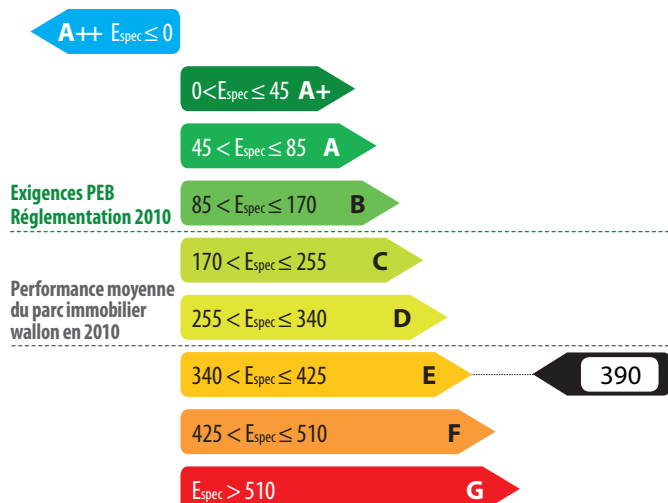 A++ Espec ≤ 0
0<Espec ≤ 45 A+
45 < Espec ≤ 85 A
Exigences PEB
Réglementation 2010
85 < Espec ≤ 170 B
170 < Espec ≤ 255 C
Performance moyenne
du parc immobilier
wallon en 2010
255 < Espec ≤ 340 D
340 < Espec ≤ 425 E
390
425 < Espec ≤ 510 F
Espec > 510 G